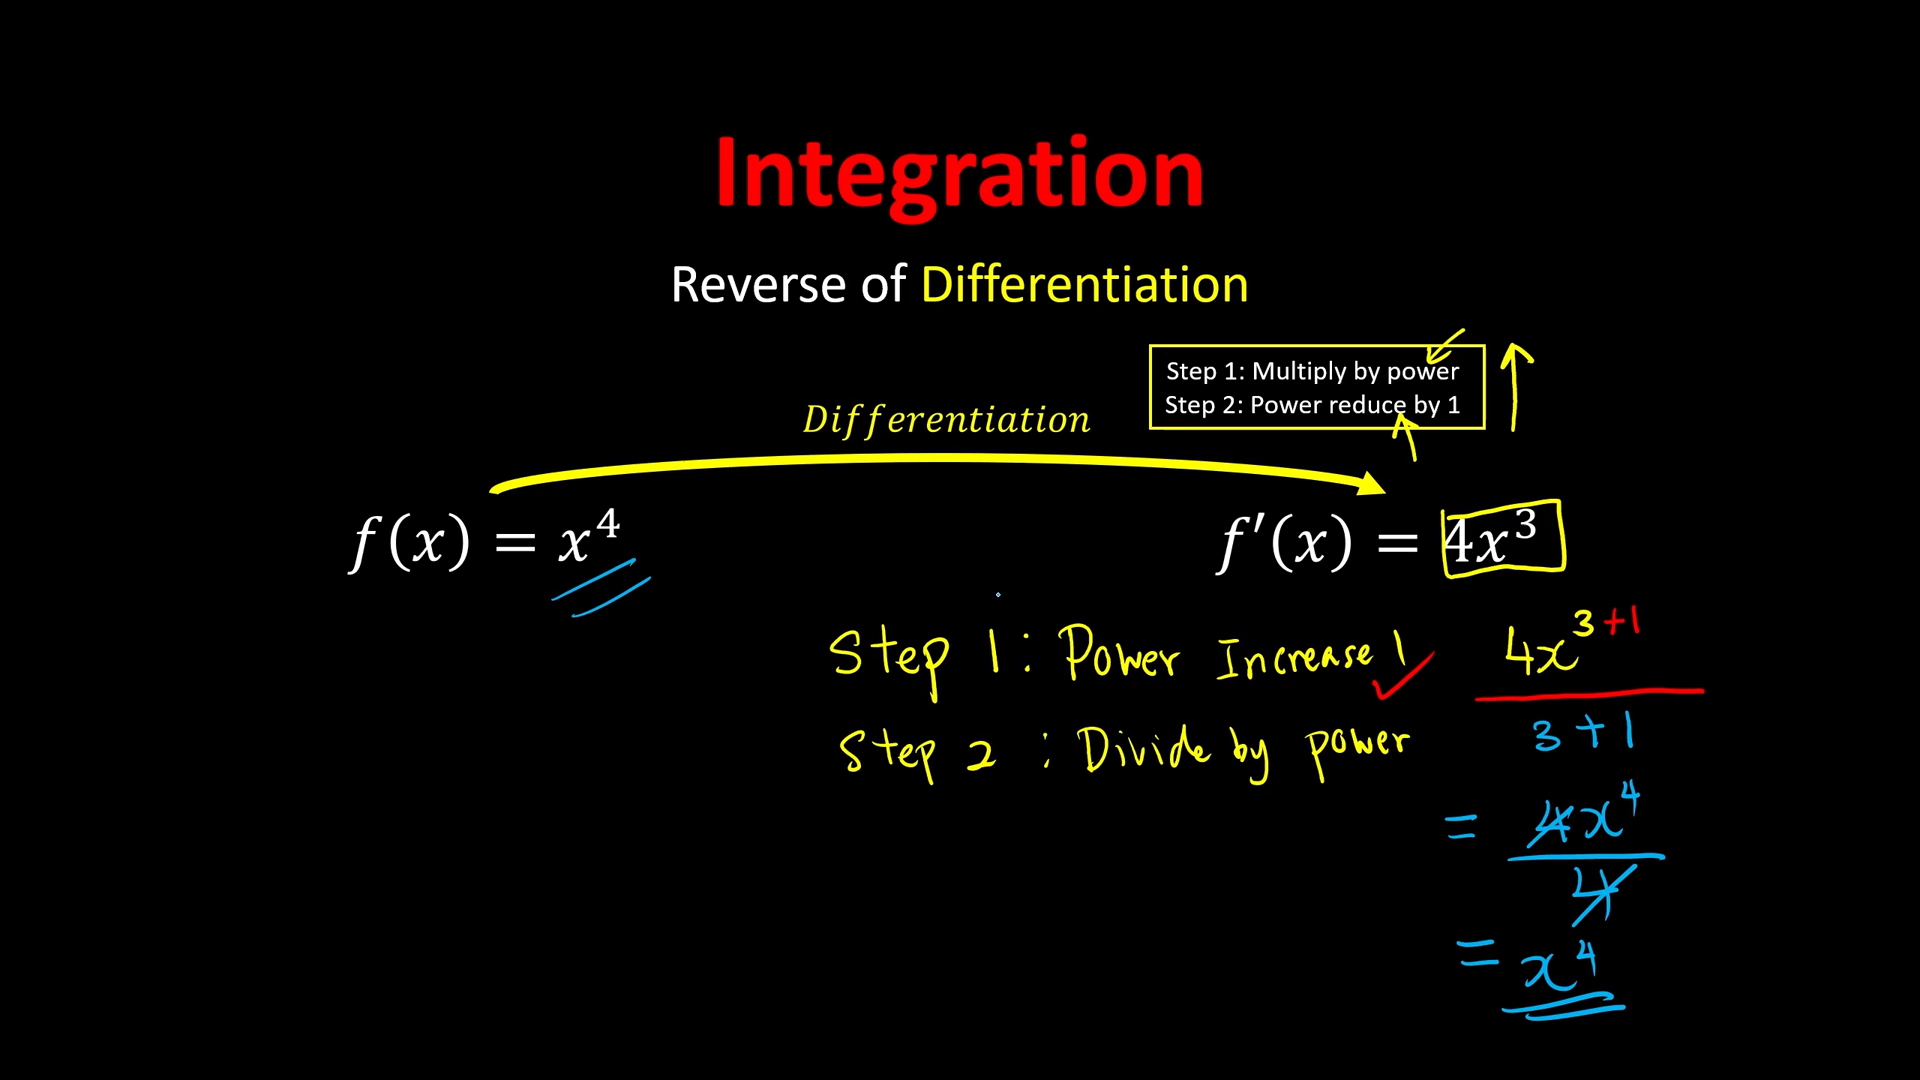 Integration
Reverse of Differentiation
Step 1: Multiply by power
Step 2: Power reduce by 1
Differentiation
f(x) = x⁴
f′(x) = 4x³
Step 1 : Power Increase 1
4x³⁺¹
Step 2 : Divide by power
3 + 1
= 4x⁴
4
= x⁴